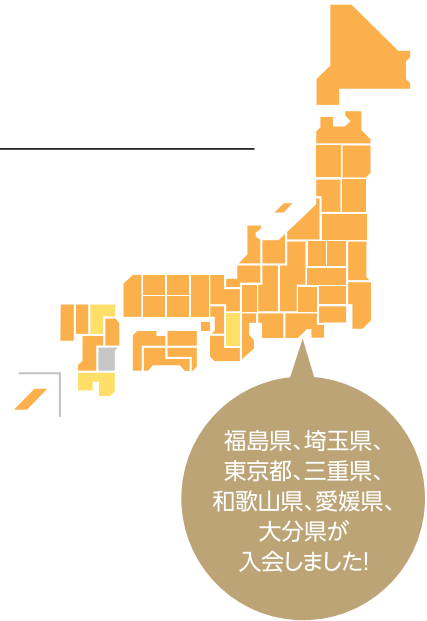 福島県、埼玉県、
東京都、三重県、
和歌山県、愛媛県、
大分県が
入会しました!